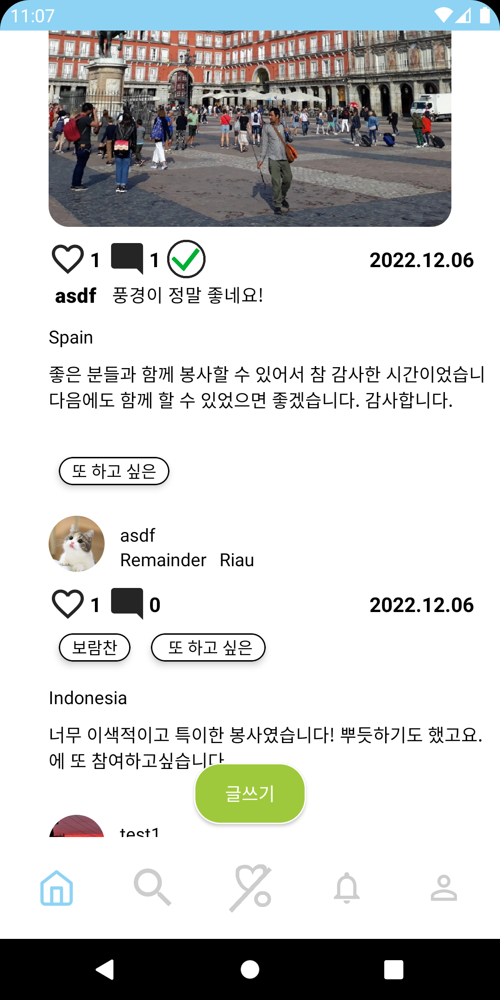 11:07
1 1 2022.12.06
asdf 풍경이 정말 좋네요!
Spain
좋은 분들과 함께 봉사할 수 있어서 참 감사한 시간이었습니
다음에도 함께 할 수 있었으면 좋겠습니다. 감사합니다.
또 하고 싶은
asdf
Remainder Riau
1 0 2022.12.06
보람찬 또 하고 싶은
Indonesia
너무 이색적이고 특이한 봉사였습니다! 뿌듯하기도 했고요.
에 또 참여하고싶습니다
글쓰기
test1